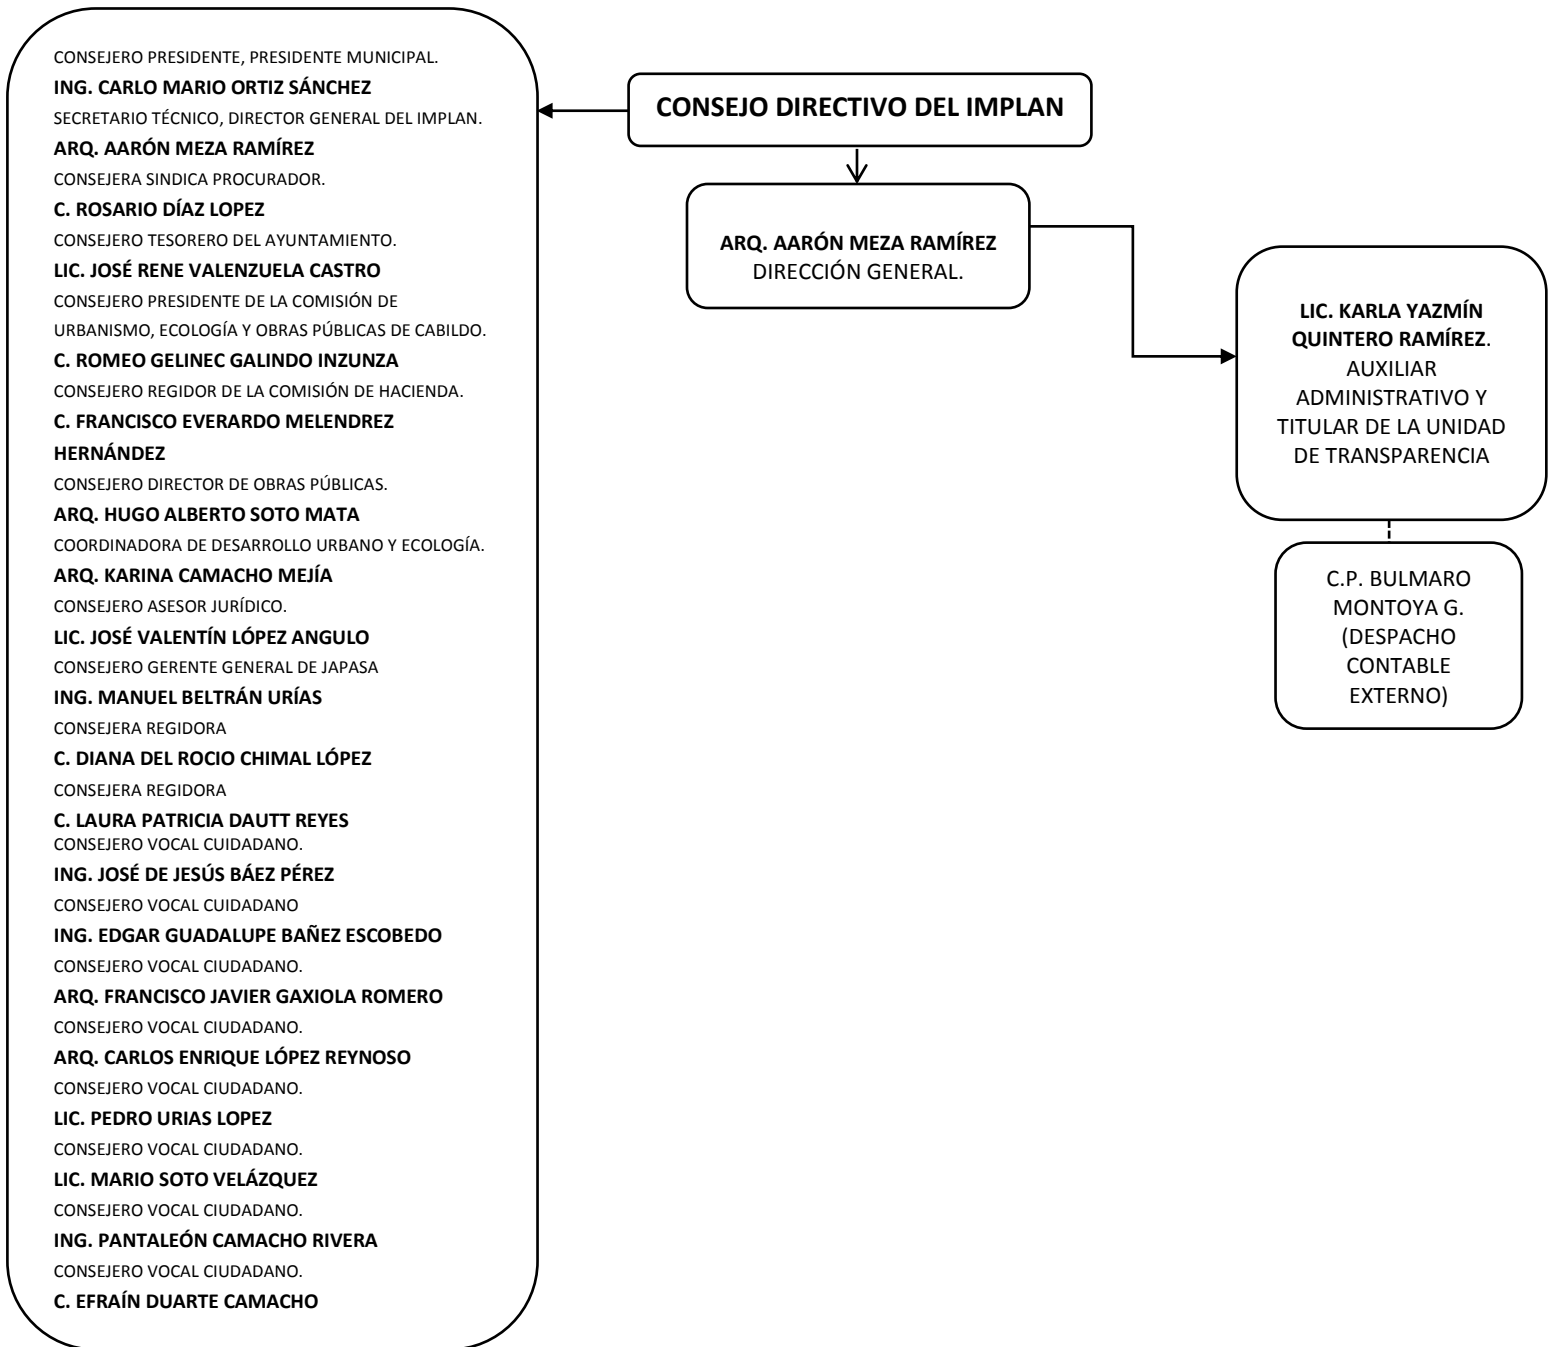 CONSEJERO PRESIDENTE, PRESIDENTE MUNICIPAL.
ING. CARLO MARIO ORTIZ SÁNCHEZ
SECRETARIO TÉCNICO, DIRECTOR GENERAL DEL IMPLAN.
ARQ. AARÓN MEZA RAMÍREZ
CONSEJERA SINDICA PROCURADOR.
C. ROSARIO DÍAZ LOPEZ
CONSEJERO TESORERO DEL AYUNTAMIENTO.
LIC. JOSÉ RENE VALENZUELA CASTRO
CONSEJERO PRESIDENTE DE LA COMISIÓN DE
URBANISMO, ECOLOGÍA Y OBRAS PÚBLICAS DE CABILDO.
C. ROMEO GELINEC GALINDO INZUNZA
CONSEJERO REGIDOR DE LA COMISIÓN DE HACIENDA.
C. FRANCISCO EVERARDO MELENDREZ
HERNÁNDEZ
CONSEJERO DIRECTOR DE OBRAS PÚBLICAS.
ARQ. HUGO ALBERTO SOTO MATA
COORDINADORA DE DESARROLLO URBANO Y ECOLOGÍA.
ARQ. KARINA CAMACHO MEJÍA
CONSEJERO ASESOR JURÍDICO.
LIC. JOSÉ VALENTÍN LÓPEZ ANGULO
CONSEJERO GERENTE GENERAL DE JAPASA
ING. MANUEL BELTRÁN URÍAS
CONSEJERA REGIDORA
C. DIANA DEL ROCIO CHIMAL LÓPEZ
CONSEJERA REGIDORA
C. LAURA PATRICIA DAUTT REYES
CONSEJERO VOCAL CUIDADANO.
ING. JOSÉ DE JESÚS BÁEZ PÉREZ
CONSEJERO VOCAL CUIDADANO
ING. EDGAR GUADALUPE BAÑEZ ESCOBEDO
CONSEJERO VOCAL CIUDADANO.
ARQ. FRANCISCO JAVIER GAXIOLA ROMERO
CONSEJERO VOCAL CIUDADANO.
ARQ. CARLOS ENRIQUE LÓPEZ REYNOSO
CONSEJERO VOCAL CIUDADANO.
LIC. PEDRO URIAS LOPEZ
CONSEJERO VOCAL CIUDADANO.
LIC. MARIO SOTO VELÁZQUEZ
CONSEJERO VOCAL CIUDADANO.
ING. PANTALEÓN CAMACHO RIVERA
CONSEJERO VOCAL CIUDADANO.
C. EFRAÍN DUARTE CAMACHO
CONSEJO DIRECTIVO DEL IMPLAN
ARQ. AARÓN MEZA RAMÍREZ
DIRECCIÓN GENERAL.
LIC. KARLA YAZMÍN
QUINTERO RAMÍREZ.
AUXILIAR
ADMINISTRATIVO Y
TITULAR DE LA UNIDAD
DE TRANSPARENCIA
C.P. BULMARO
MONTOYA G.
(DESPACHO
CONTABLE
EXTERNO)